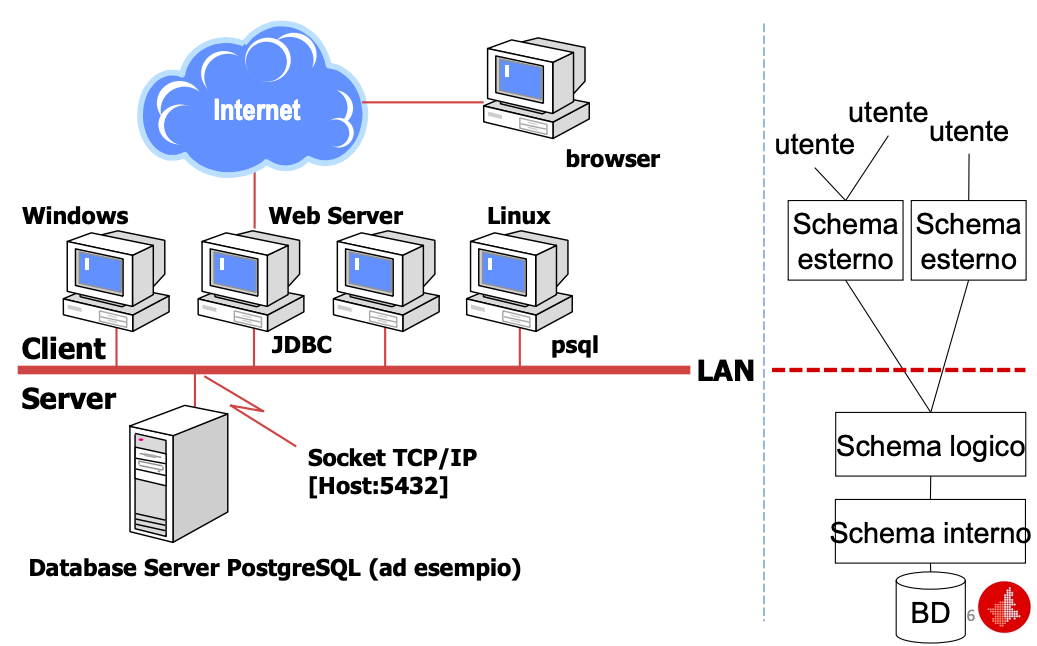 Internet
browser
Windows
Web Server
Linux
Client
JDBC
psql
LAN
Server
Socket TCP/IP
[Host:5432]
Database Server PostgreSQL (ad esempio)
utente
utente
utente
Schema
esterno
Schema
esterno
Schema logico
Schema interno
BD
6